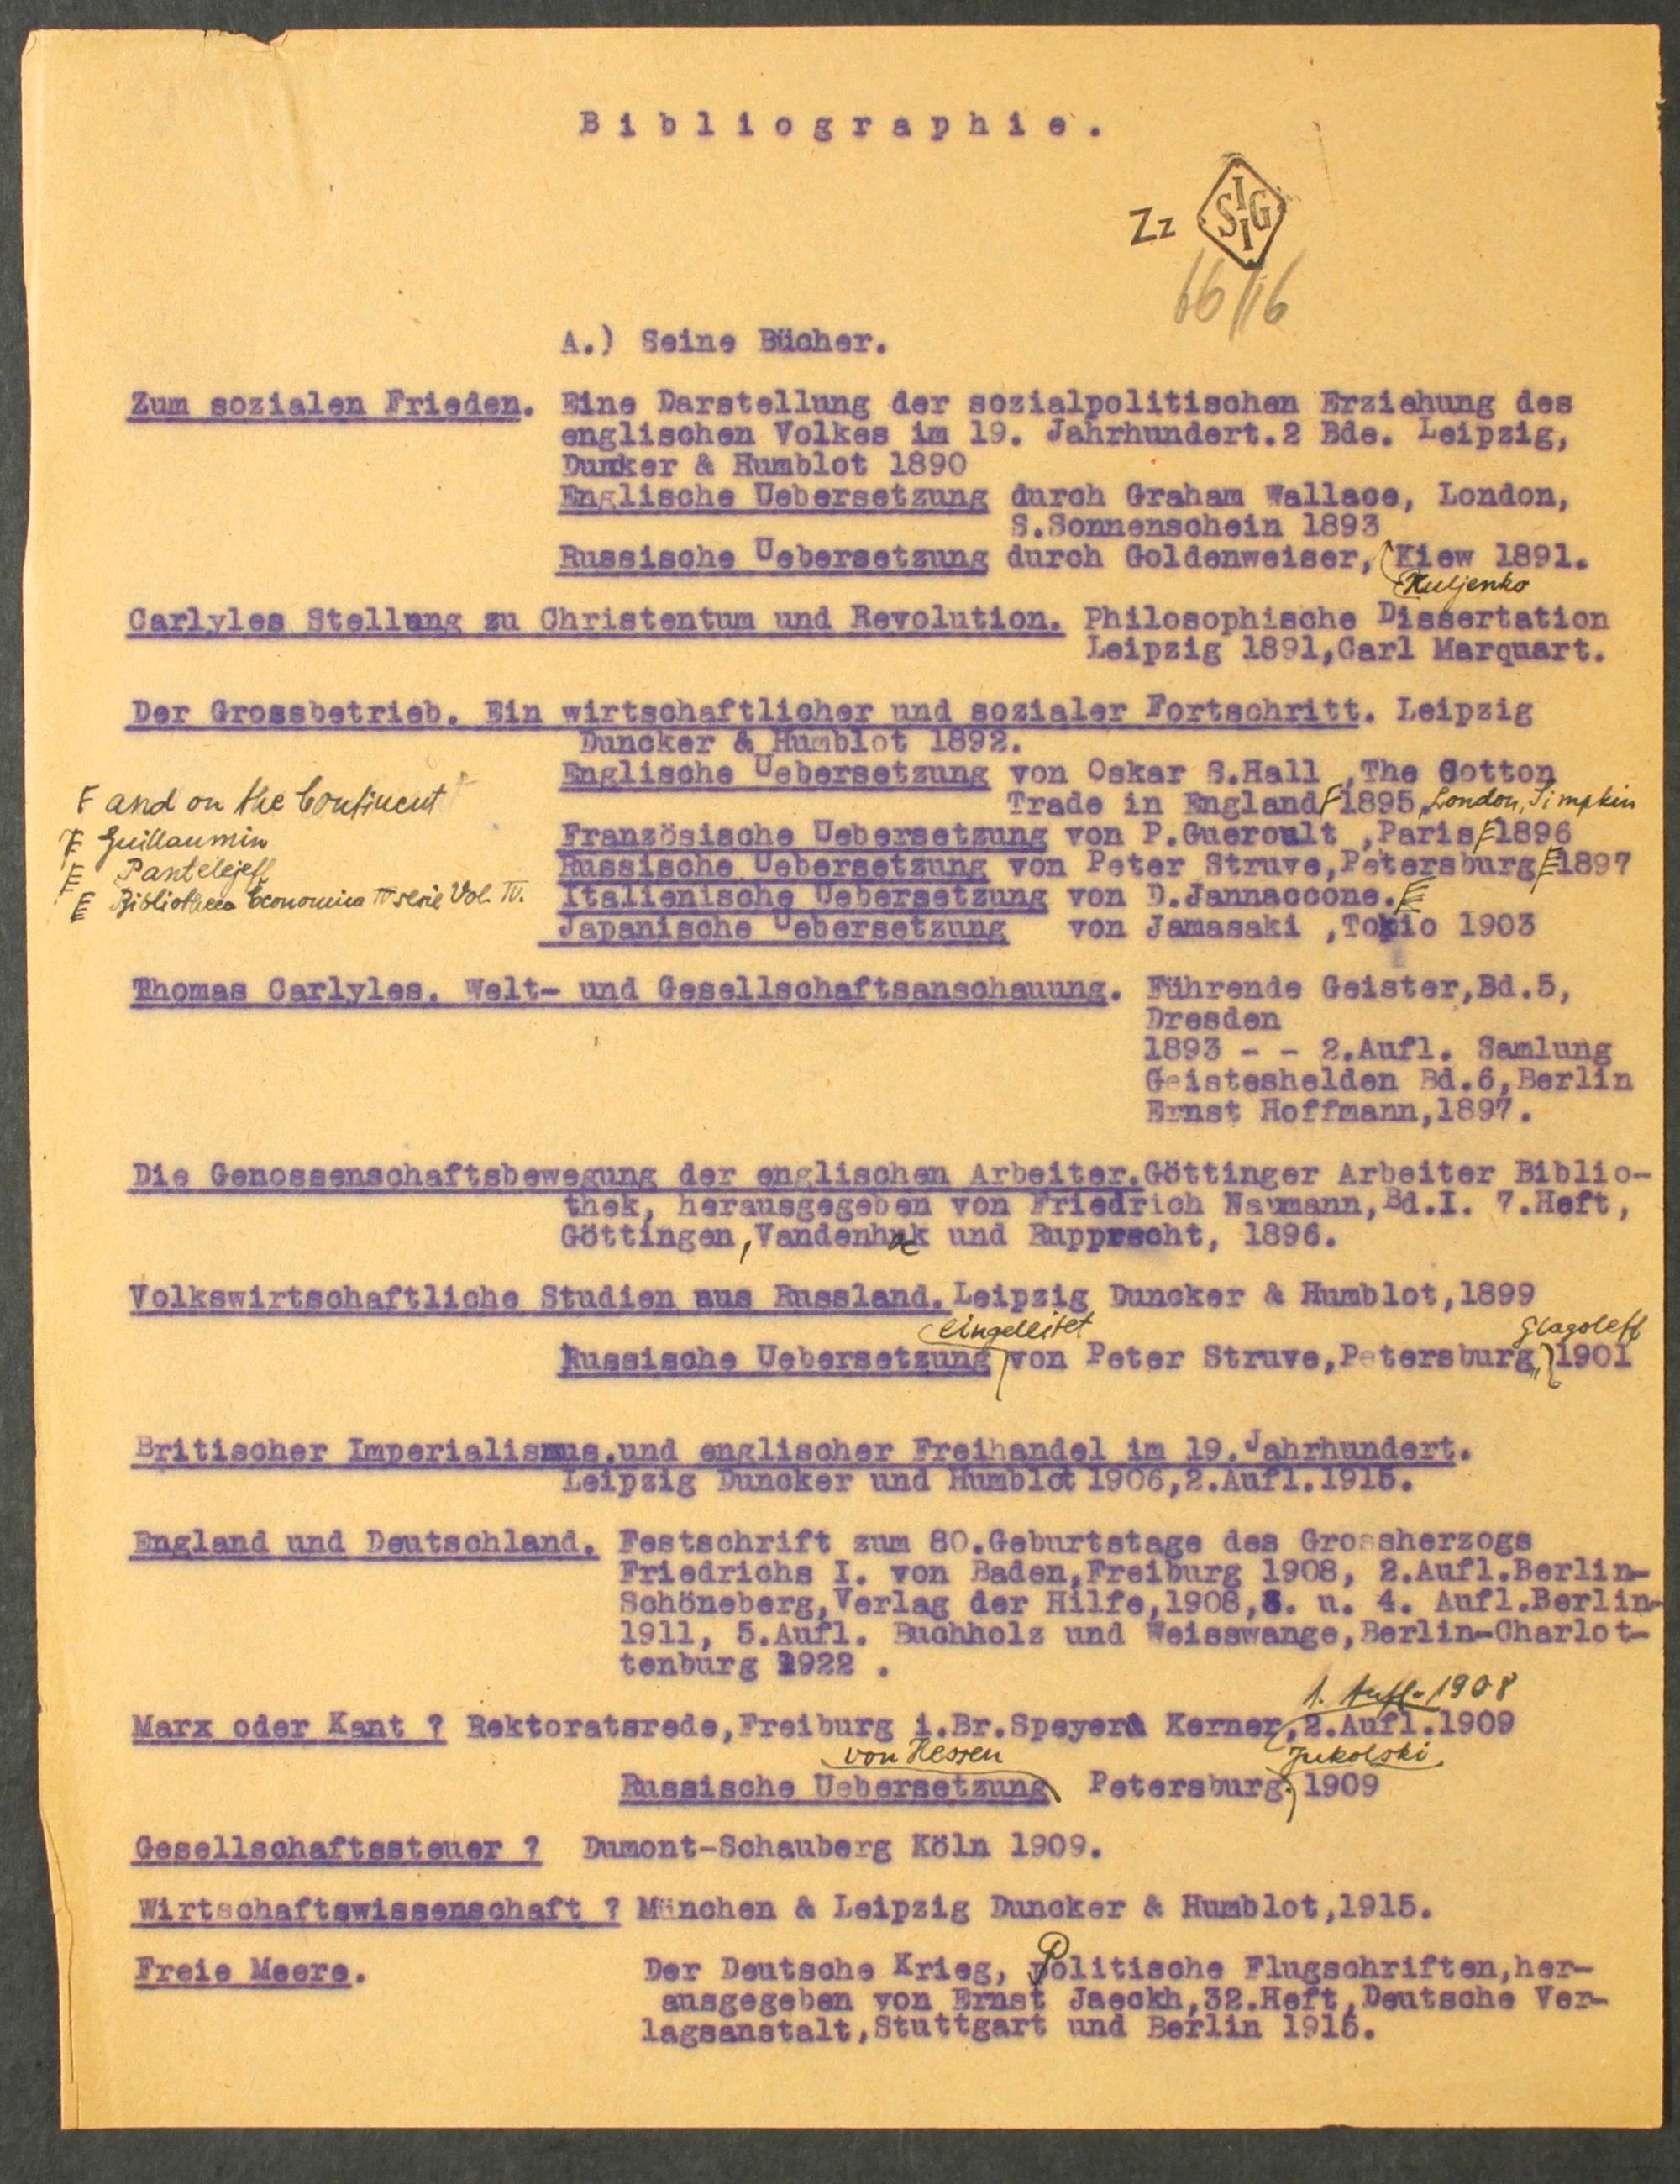 Bibliographie.
Zz SIIG
66/16
A.) Seine Bücher.
Zum sozialen Frieden. Eine Darstellung der sozialpolitischen Erziehung des
englischen Volkes im 19. Jahrhundert.2 Bde. Leipzig,
Dunker & Humblot 1890
Englische Uebersetzung durch Graham Wallace, London,
S.Sonnenschein 1893
Russische Uebersetzung durch Goldenweiser, Kiew 1891.
Kuljenko
Carlyles Stellung zu Christentum und Revolution. Philosophische Dissertation
Leipzig 1891,Carl Marquart.
Der Grossbetrieb. Ein wirtschaftlicher und sozialer Fortschritt. Leipzig
Duncker & Humblot 1892.
Englische Uebersetzung von Oskar S.Hall ,The Cotton
F and on the Continent
Trade in England F 1895, London, Simpkin
F Guillaumin
Französische Uebersetzung von P.Gueroult ,Paris F 1896
Pantelejeff
Russische Uebersetzung von Peter Struve,Petersburg 1897
Bibliotheca Economica IV serie Vol. IV.
Italienische Uebersetzung von D.Jannaccone.
Japanische Uebersetzung von Jamasaki ,Tokio 1903
Thomas Carlyles. Welt- und Gesellschaftsanschauung. Führende Geister,Bd.5,
Dresden
1893 - - 2.Aufl. Samlung
Geisteshelden Bd.6,Berlin
Ernst Hoffmann,1897.
Die Genossenschaftsbewegung der englischen Arbeiter.Göttinger Arbeiter Biblio-
thek, herausgegeben von Friedrich Naumann,Bd.I. 7.Heft,
Göttingen,Vandenhoek und Rupprecht, 1896.
Volkswirtschaftliche Studien aus Russland.Leipzig Duncker & Humblot,1899
eingeleitet Glagoleff
Russische Uebersetzung von Peter Struve,Petersburg, 1901
Britischer Imperialismus.und englischer Freihandel im 19.Jahrhundert.
Leipzig Duncker und Humblot 1906,2.Aufl.1915.
England und Deutschland. Festschrift zum 80.Geburtstage des Grossherzogs
Friedrichs I. von Baden,Freiburg 1908, 2.Aufl.Berlin-
Schöneberg,Verlag der Hilfe,1908,3. u. 4. Aufl.Berlin-
1911, 5.Aufl. Buchholz und Weisswange,Berlin-Charlot-
tenburg 1922 .
1. Aufl. 1908
Marx oder Kant ? Rektoratsrede,Freiburg i.Br.Speyer& Kerner,2.Aufl.1909
von Hessen Jukolski
Russische Uebersetzung Petersburg. 1909
Gesellschaftssteuer ? Dumont-Schauberg Köln 1909.
Wirtschaftswissenschaft ? München & Leipzig Duncker & Humblot,1915.
Freie Meere. Der Deutsche Krieg, Politische Flugschriften,her-
ausgegeben von Ernst Jaeckh,32.Heft,Deutsche Ver-
lagsanstalt,Stuttgart und Berlin 1915.